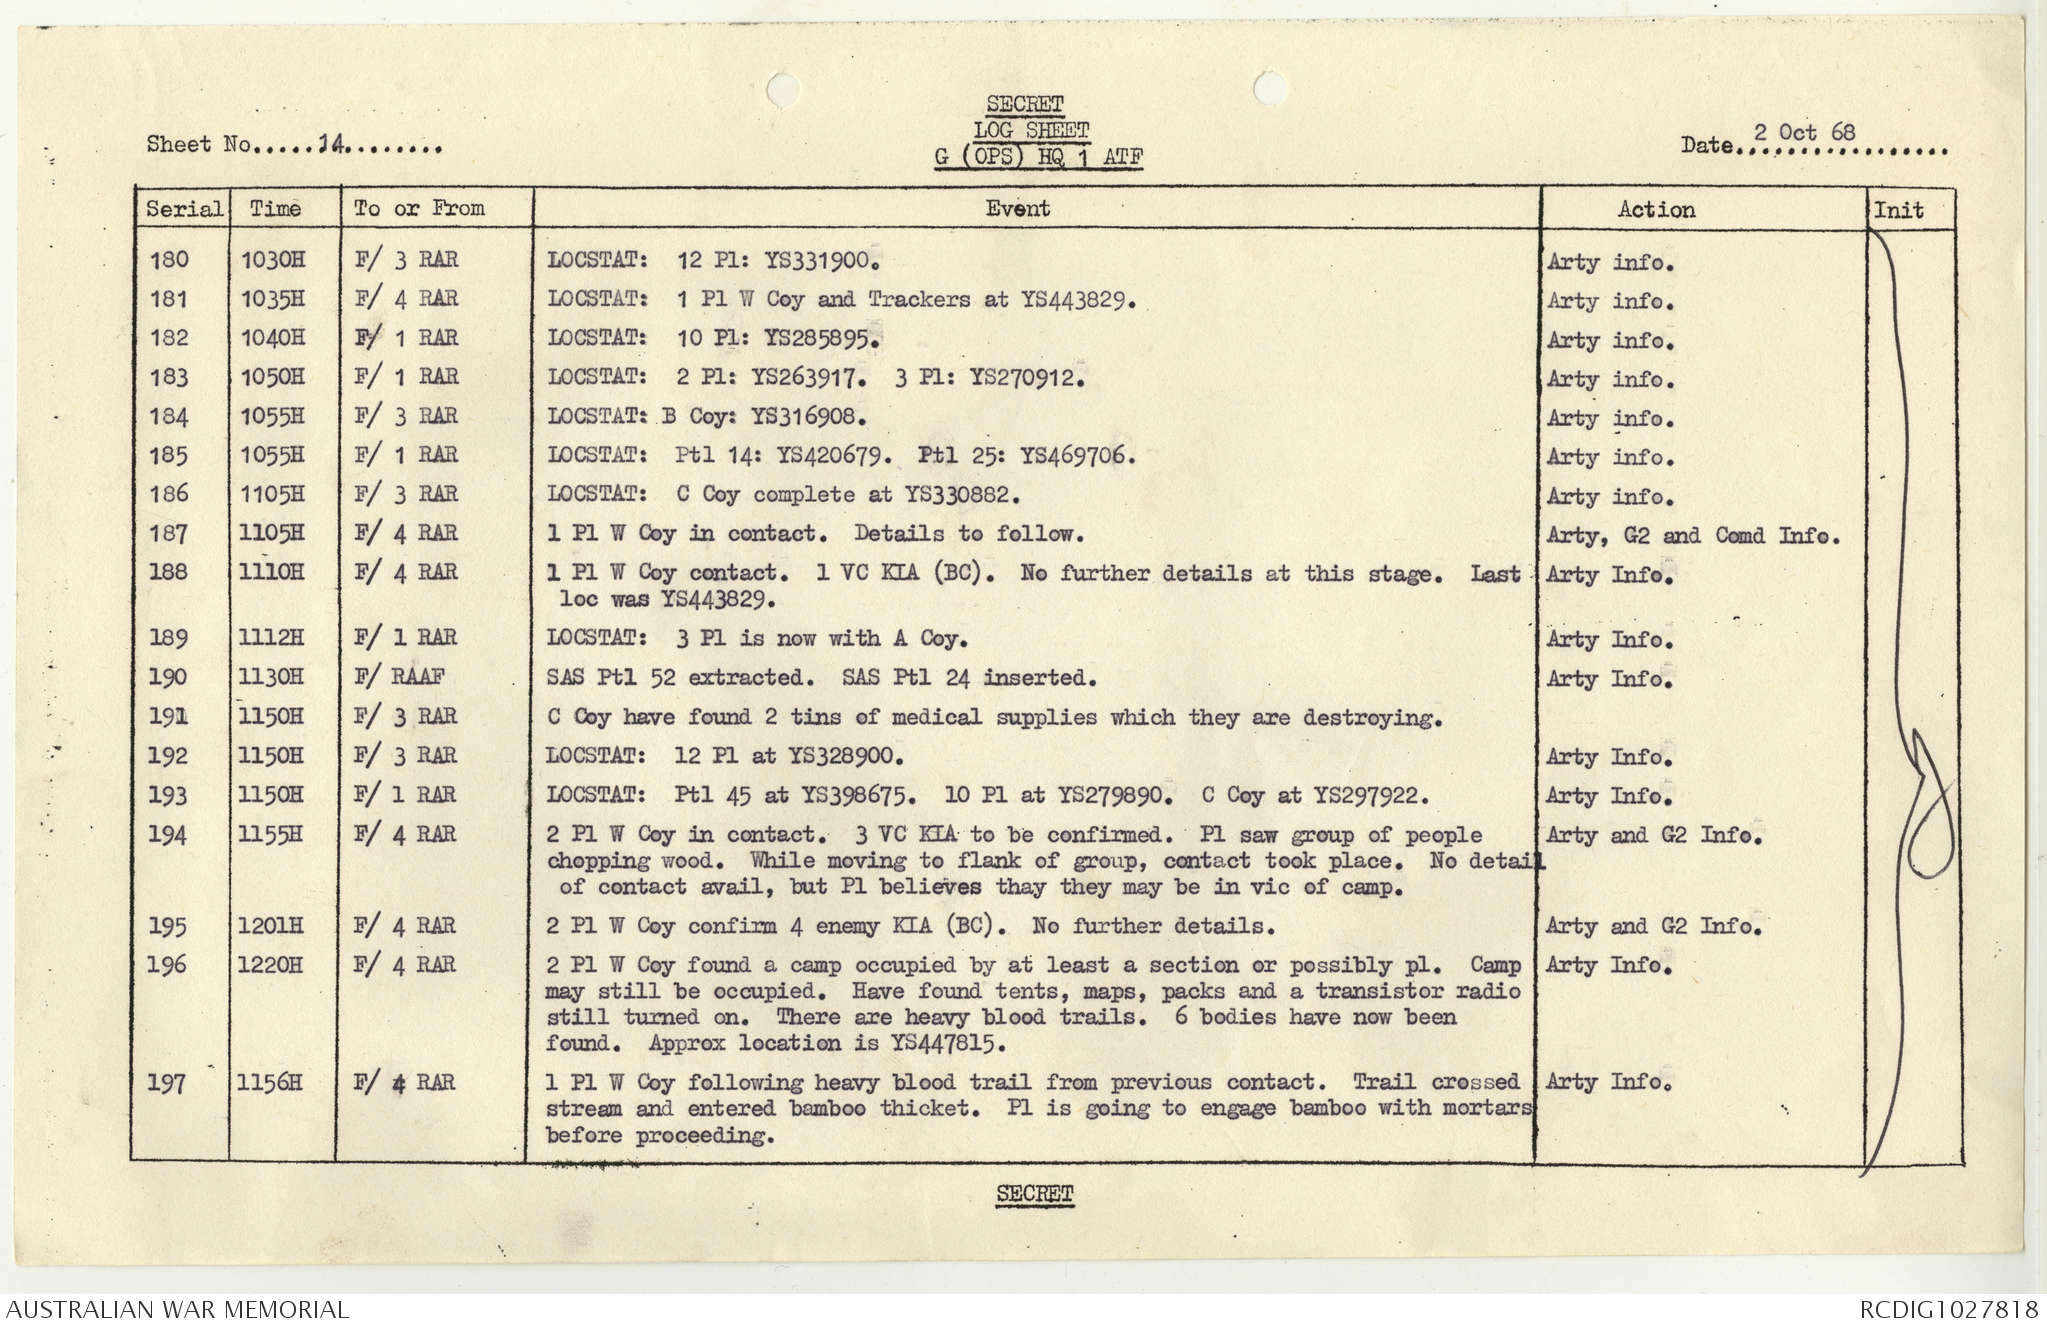 SECRET
LOG SHEET
G (OPS) HQ 1 ATF
Sheet No.....14........
Date 2 Oct 68
Serial Time To or From Event Action Init
180 1030H F/ 3 RAR LOCSTAT: 12 Pl: YS331900. Arty info.
181 1035H F/ 4 RAR LOCSTAT: 1 Pl W Coy and Trackers at YS443829. Arty info.
182 1040H F/ 1 RAR LOCSTAT: 10 Pl: YS285895. Arty info.
183 1050H F/ 1 RAR LOCSTAT: 2 Pl: YS263917. 3 Pl: YS270912. Arty info.
184 1055H F/ 3 RAR LOCSTAT: B Coy: YS316908. Arty info.
185 1055H F/ 1 RAR LOCSTAT: Ptl 14: YS420679. Ptl 25: YS469706. Arty info.
186 1105H F/ 3 RAR LOCSTAT: C Coy complete at YS330882. Arty info.
187 1105H F/ 4 RAR 1 Pl W Coy in contact. Details to follow. Arty, G2 and Comd Info.
188 1110H F/ 4 RAR 1 Pl W Coy contact. 1 VC KIA (BC). No further details at this stage. Last Arty Info.
loc was YS443829.
189 1112H F/ 1 RAR LOCSTAT: 3 Pl is now with A Coy. Arty Info.
190 1130H F/ RAAF SAS Ptl 52 extracted. SAS Ptl 24 inserted. Arty Info.
191 1150H F/ 3 RAR C Coy have found 2 tins of medical supplies which they are destroying.
192 1150H F/ 3 RAR LOCSTAT: 12 Pl at YS328900. Arty Info.
193 1150H F/ 1 RAR LOCSTAT: Ptl 45 at YS398675. 10 Pl at YS279890. C Coy at YS297922. Arty Info.
194 1155H F/ 4 RAR 2 Pl W Coy in contact. 3 VC KIA to be confirmed. Pl saw group of people Arty and G2 Info.
chopping wood. While moving to flank of group, contact took place. No detail
of contact avail, but Pl believes thay they may be in vic of camp.
195 1201H F/ 4 RAR 2 Pl W Coy confirm 4 enemy KIA (BC). No further details. Arty and G2 Info.
196 1220H F/ 4 RAR 2 Pl W Coy found a camp occupied by at least a section or possibly pl. Camp Arty Info.
may still be occupied. Have found tents, maps, packs and a transistor radio
still turned on. There are heavy blood trails. 6 bodies have now been
found. Approx location is YS447815.
197 1156H F/ 4 RAR 1 Pl W Coy following heavy blood trail from previous contact. Trail crossed Arty Info.
stream and entered bamboo thicket. Pl is going to engage bamboo with mortars
before proceeding.
SECRET
AUSTRALIAN WAR MEMORIAL
RCDIG1027818